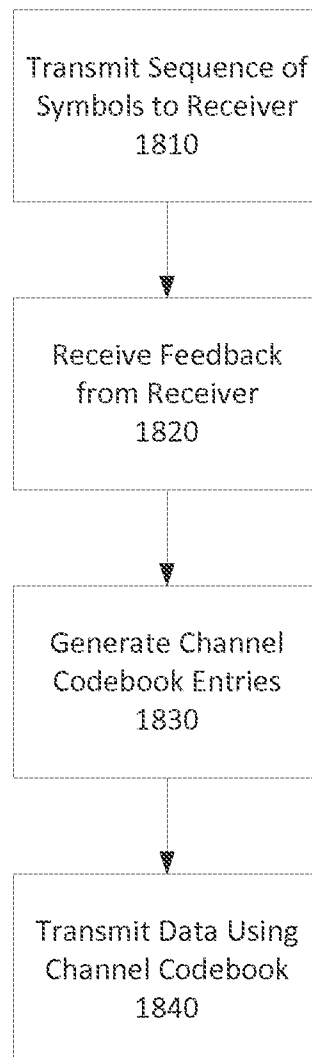 Transmit Sequence of
Symbols to Receiver
1810
Receive Feedback
from Receiver
1820
Generate Channel
Codebook Entries
1830
Transmit Data Using
Channel Codebook
1840